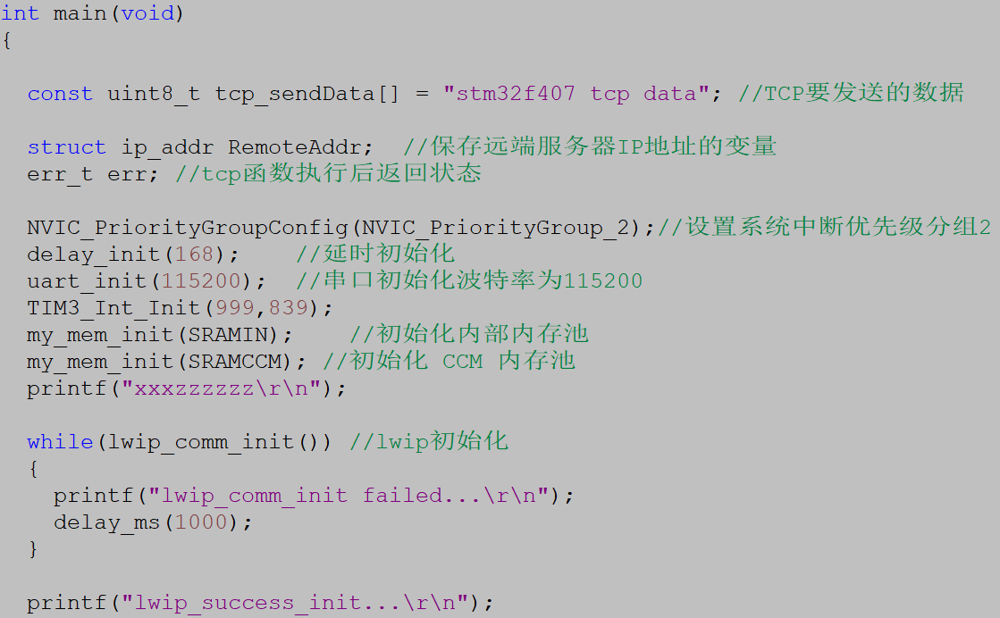 int main(void)
{
const uint8_t tcp_sendData[] = "stm32f407 tcp data"; //TCP要发送的数据
struct ip_addr RemoteAddr; //保存远端服务器IP地址的变量
err_t err; //tcp函数执行后返回状态
NVIC_PriorityGroupConfig(NVIC_PriorityGroup_2);//设置系统中断优先级分组2
delay_init(168); //延时初始化
uart_init(115200); //串口初始化波特率为115200
TIM3_Int_Init(999,839);
my_mem_init(SRAMIN); //初始化内部内存池
my_mem_init(SRAMCCM); //初始化 CCM 内存池
printf("xxxzzzzzz\r\n");
while(lwip_comm_init()) //lwip初始化
{
printf("lwip_comm_init failed...\r\n");
delay_ms(1000);
}
printf("lwip_success_init...\r\n");